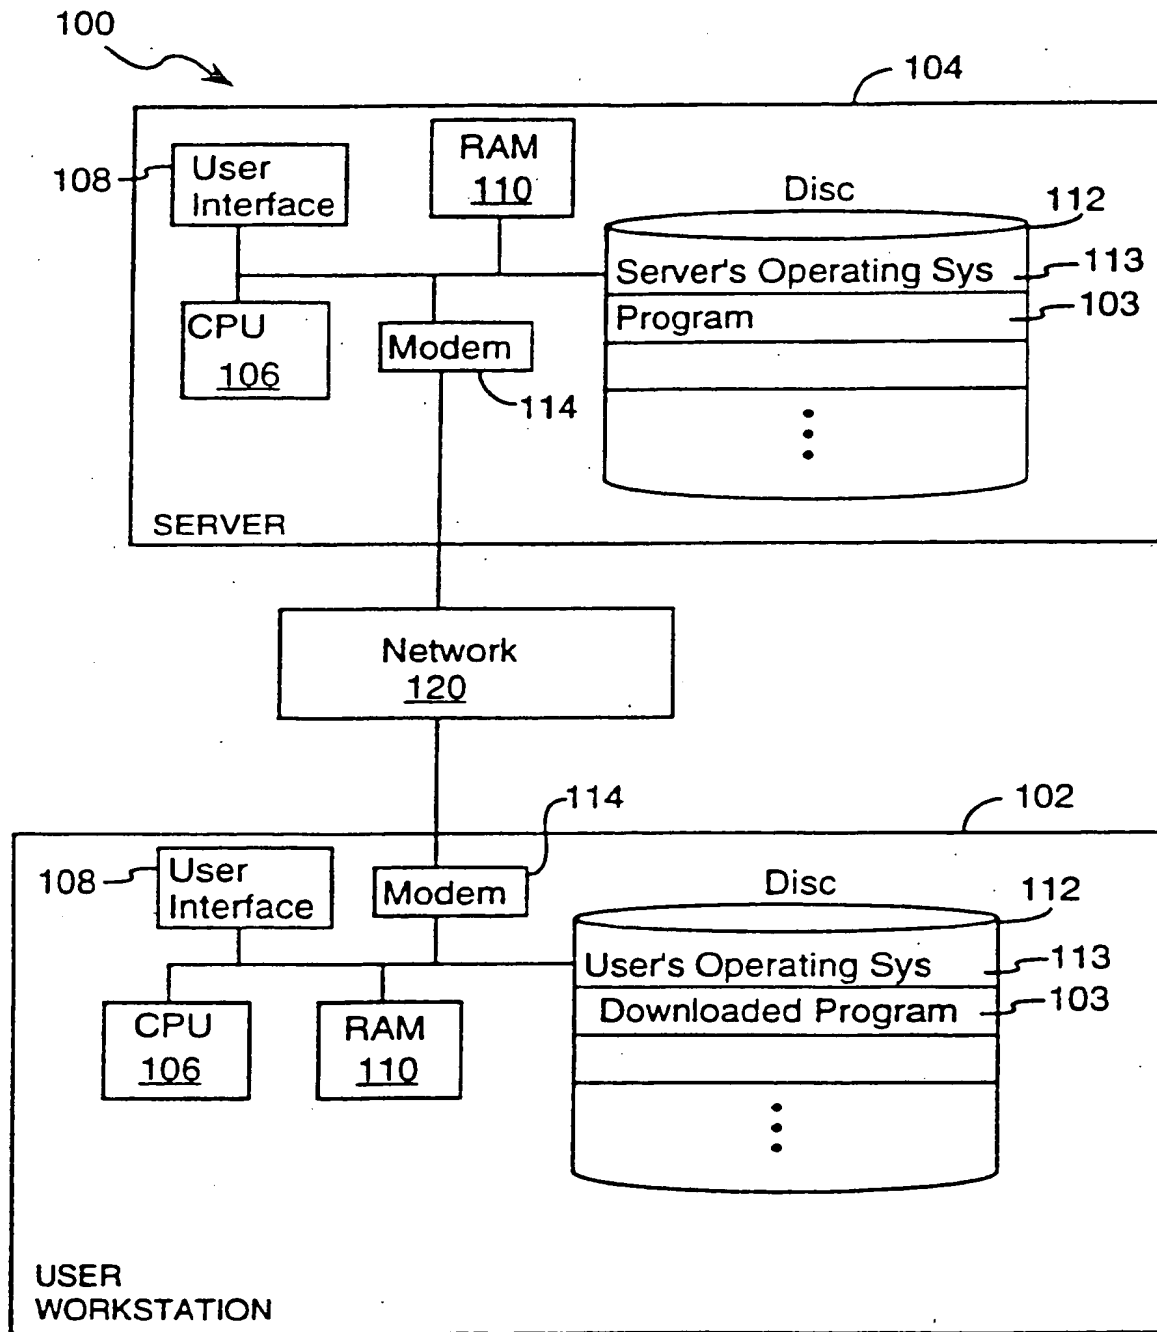 100
104
RAM
110
User
Interface
108
Disc
112
Server's Operating Sys
113
Program
103
CPU
106
Modem
114
SERVER
Network
120
114
102
User
Interface
108
Modem
Disc
112
User's Operating Sys
113
Downloaded Program
103
CPU
106
RAM
110
USER
WORKSTATION